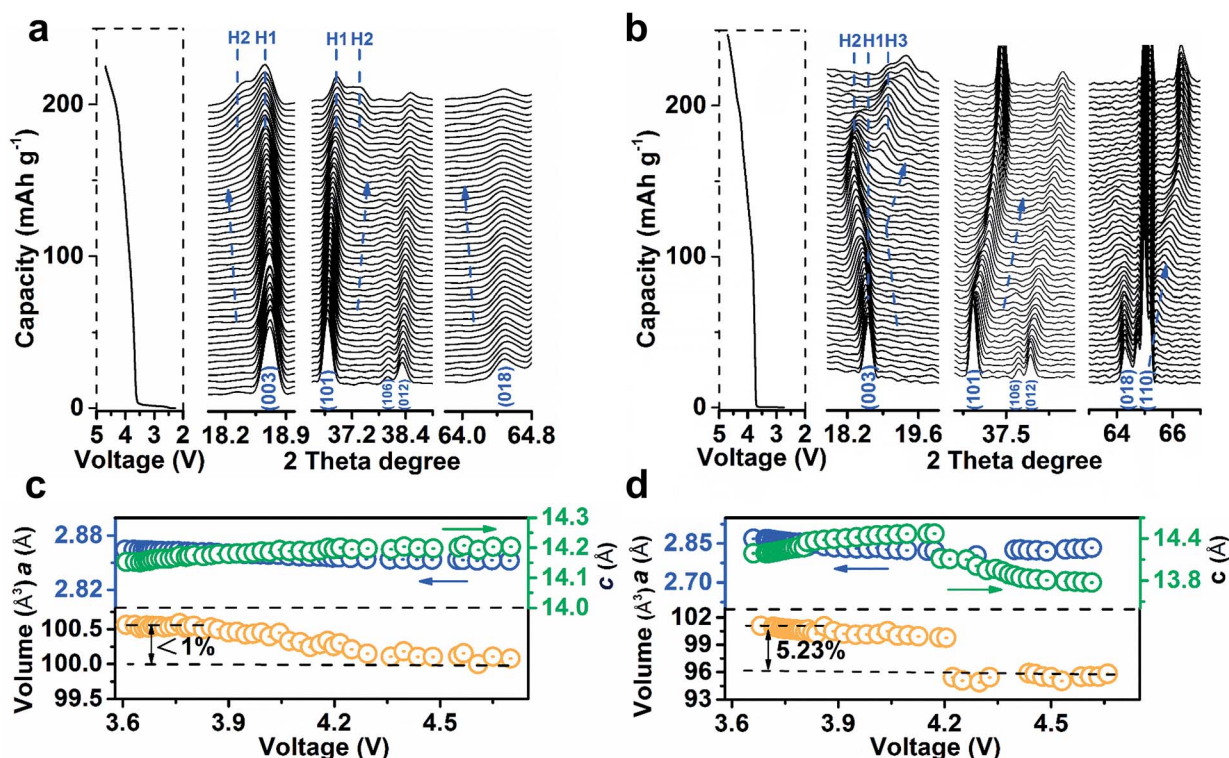 a
b
H2 H1 H1 H2
H2 H1 H3
200
100
0
Capacity (mAh g⁻¹)
(003)
(101)
(106)
(012)
(018)
5 4 3 2
18.2 18.9
37.2 38.4
64.0 64.8
Voltage (V)
2 Theta degree
200
100
0
Capacity (mAh g⁻¹)
(003)
(101)
(106)
(012)
(018)
(110)
5 4 3 2
18.2 19.6
37.5
64 66
Voltage (V)
2 Theta degree
c
d
2.88
2.82
a (Å)
14.3
14.2
14.1
14.0
c (Å)
100.5
100.0
99.5
Volume (Å³)
<1%
3.6 3.9 4.2 4.5
Voltage (V)
2.85
2.70
a (Å)
14.4
13.8
c (Å)
102
99
96
93
Volume (Å³)
5.23%
3.6 3.9 4.2 4.5
Voltage (V)